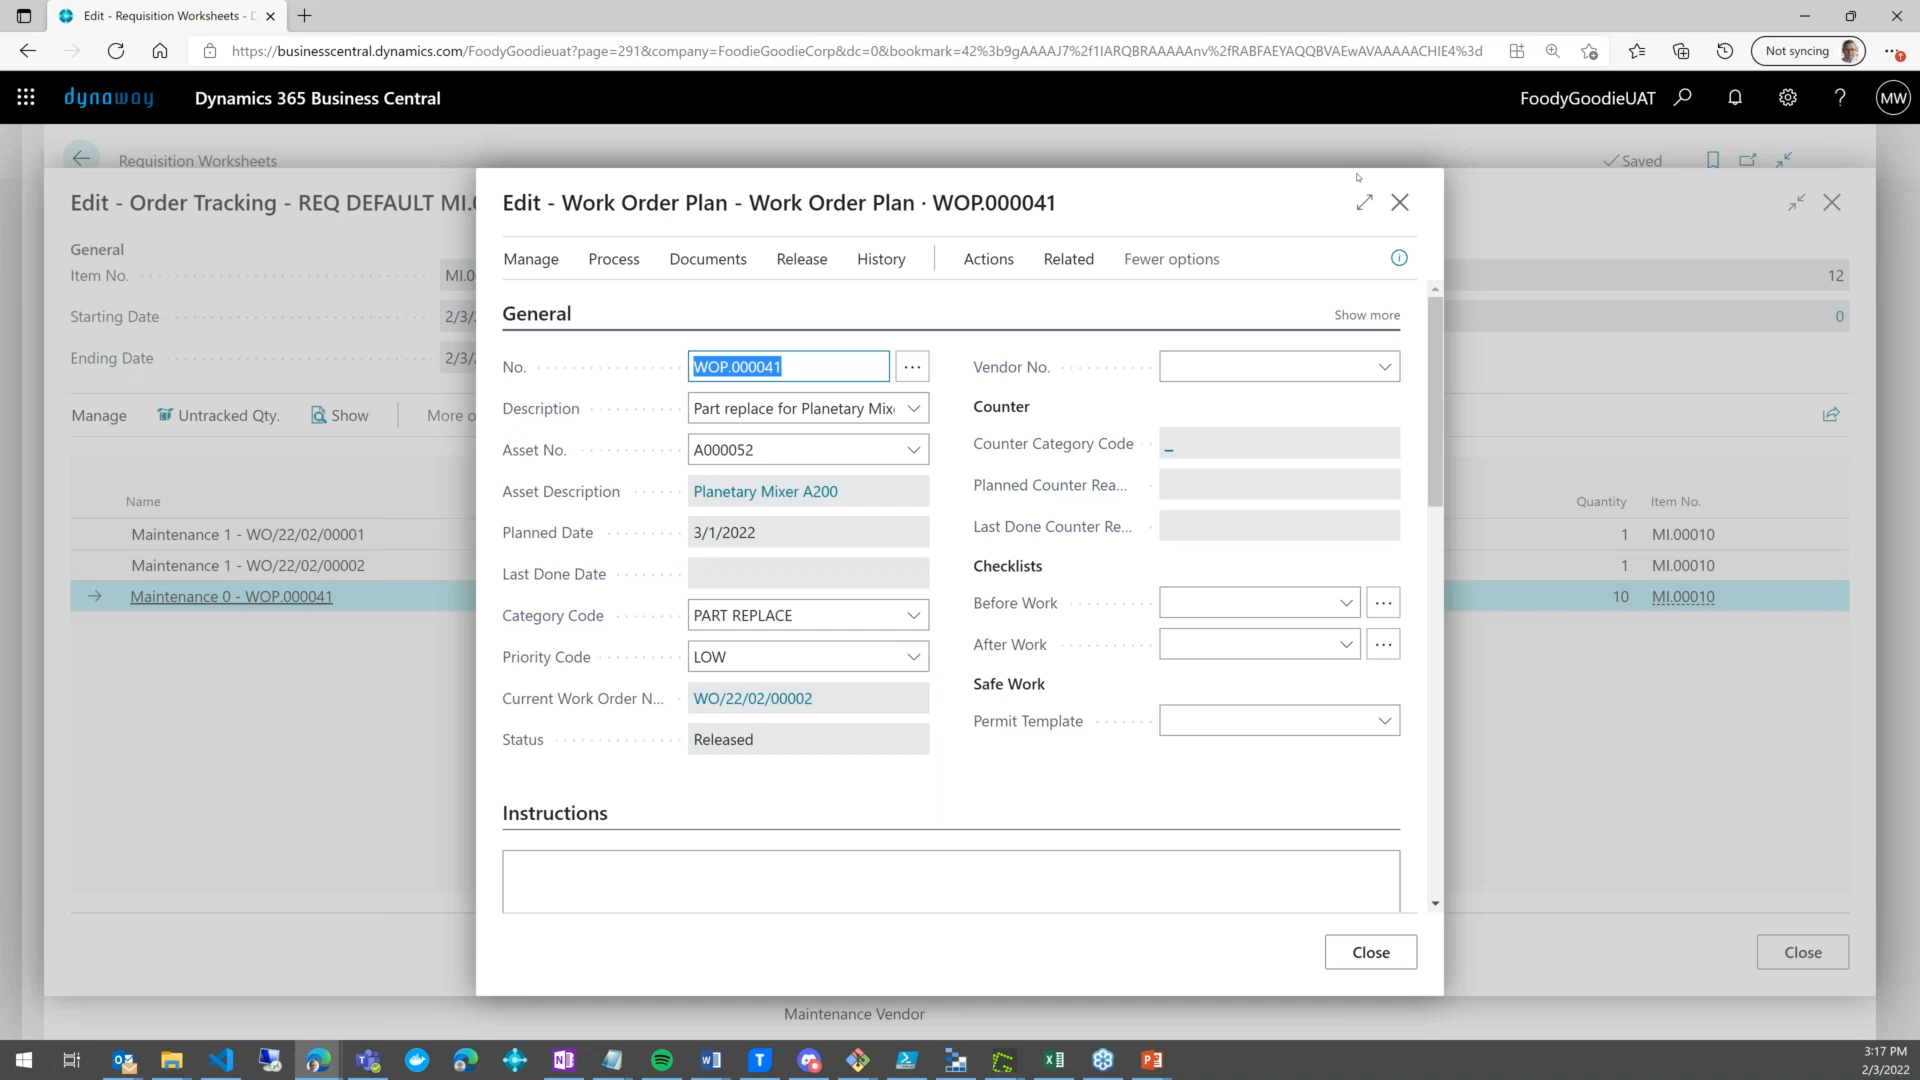 Edit - Requisition Worksheets - D
https://businesscentral.dynamics.com/FoodyGoodieuat?page=291&company=FoodieGoodieCorp&dc=0&bookmark=42%3b9gAAAAJ7%2f1IARQBRAAAAAnv%2fRABFAEYAQQBVAEwAVAAAAACHIE4%3d
Not syncing
dynaway
Dynamics 365 Business Central
FoodyGoodieUAT
MW
Requisition Worksheets
Saved
Edit - Order Tracking - REQ DEFAULT MI.0
General
Item No.
MI.0
12
Starting Date
2/3/
0
Ending Date
2/3/
Manage
Untracked Qty.
Show
More o
Name
Quantity
Item No.
Maintenance 1 - WO/22/02/00001
1
MI.00010
Maintenance 1 - WO/22/02/00002
1
MI.00010
Maintenance 0 - WOP.000041
10
MI.00010
Close
Edit - Work Order Plan - Work Order Plan · WOP.000041
Manage
Process
Documents
Release
History
Actions
Related
Fewer options
General
Show more
No.
WOP.000041
Description
Part replace for Planetary Mixe
Asset No.
A000052
Asset Description
Planetary Mixer A200
Planned Date
3/1/2022
Last Done Date
Category Code
PART REPLACE
Priority Code
LOW
Current Work Order N...
WO/22/02/00002
Status
Released
Vendor No.
Counter
Counter Category Code
_
Planned Counter Rea...
Last Done Counter Re...
Checklists
Before Work
After Work
Safe Work
Permit Template
Instructions
Close
Maintenance Vendor
3:17 PM
2/3/2022